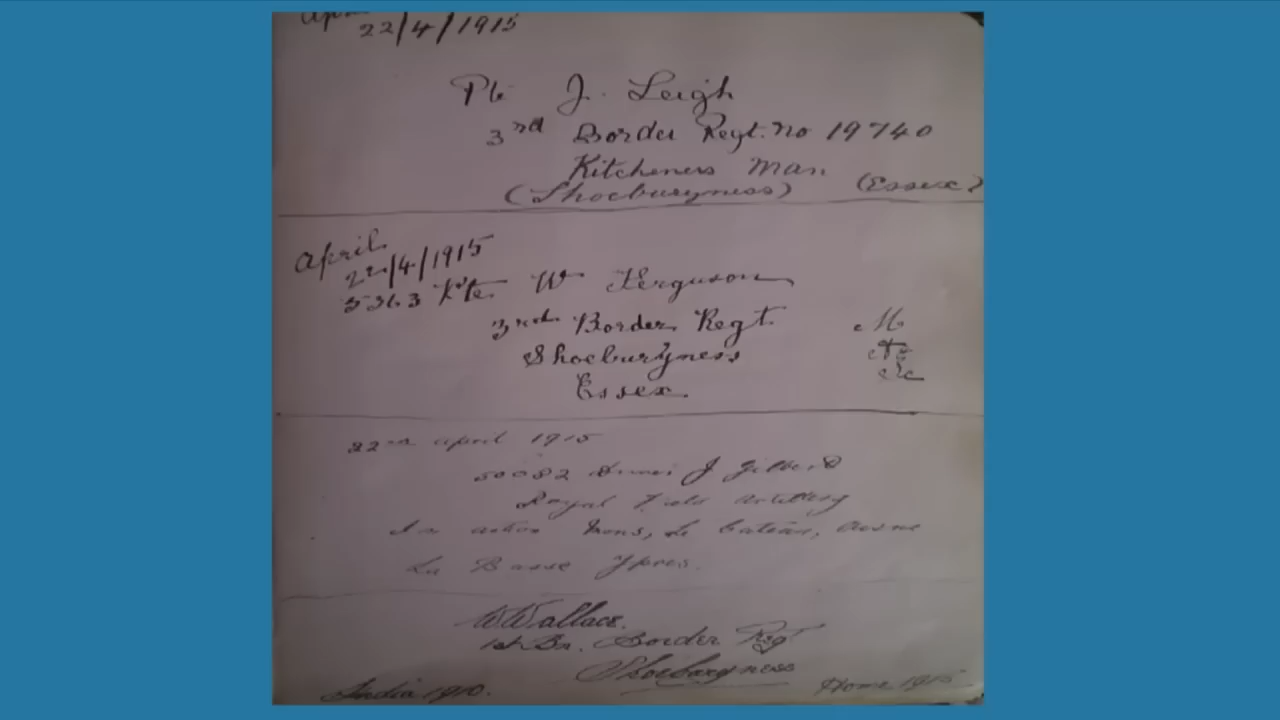 22/4/1915
Pte J. Leigh
3rd Border Regt. no 19740
Kitcheners Man
(Shoeburyness) (Essex)
April
22/4/1915
5363 Pte. W Ferguson
3rd Border Regt.
Shoeburyness
Essex.
22nd April 1915
50082 J Gilbert
Royal Field Artillery
In action Mons, Le Cateau, Aisne
La Basse Ypres.
W Wallace.
1st Bn. Border Regt
Shoeburyness
India 1910. Home 1915